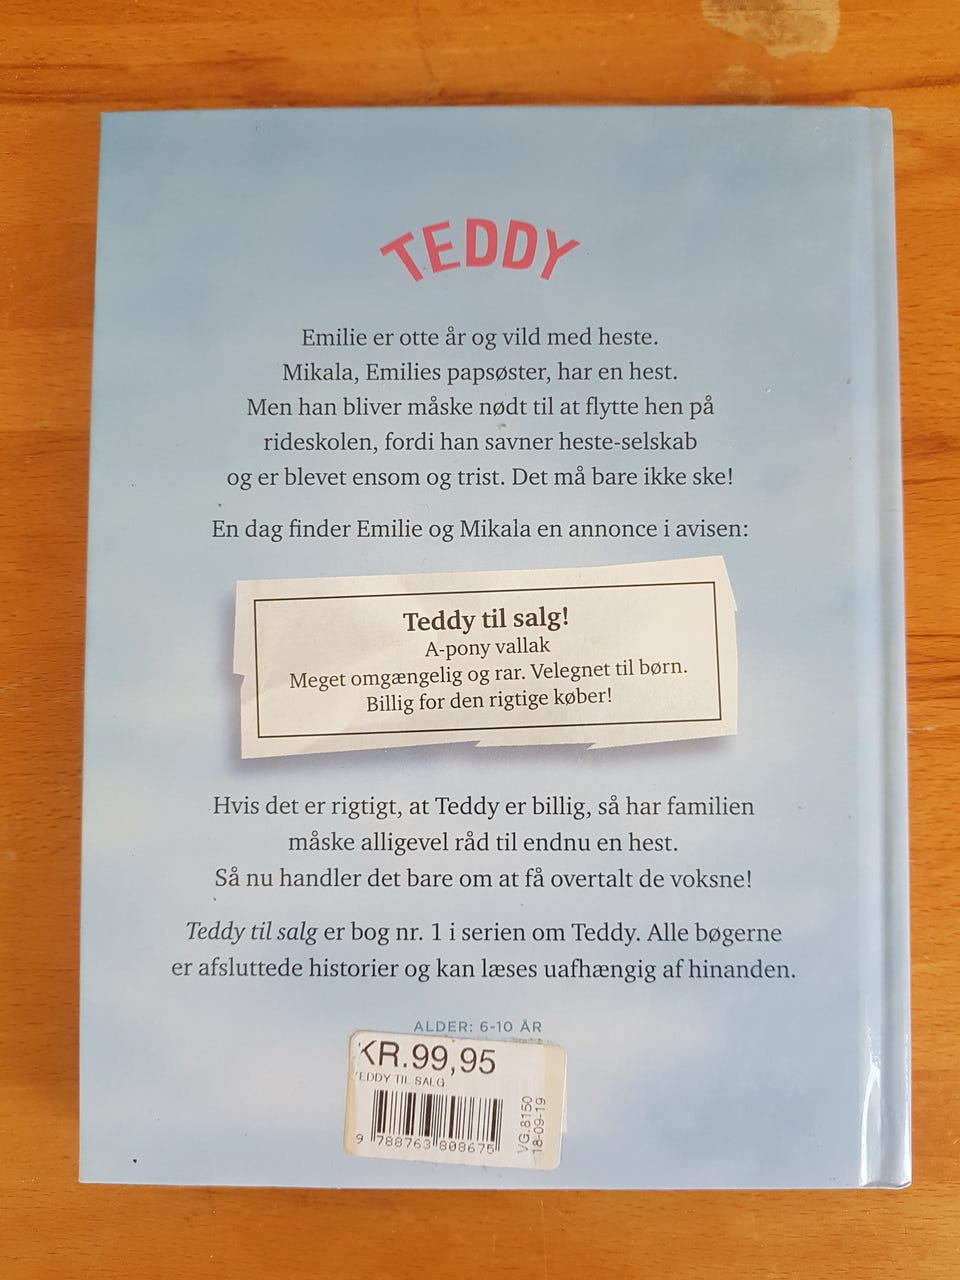 TEDDY
Emilie er otte år og vild med heste.
Mikala, Emilies papsøster, har en hest.
Men han bliver måske nødt til at flytte hen på
rideskolen, fordi han savner heste-selskab
og er blevet ensom og trist. Det må bare ikke ske!
En dag finder Emilie og Mikala en annonce i avisen:
Teddy til salg!
A-pony vallak
Meget omgængelig og rar. Velegnet til børn.
Billig for den rigtige køber!
Hvis det er rigtigt, at Teddy er billig, så har familien
måske alligevel råd til endnu en hest.
Så nu handler det bare om at få overtalt de voksne!
Teddy til salg er bog nr. 1 i serien om Teddy. Alle bøgerne
er afsluttede historier og kan læses uafhængig af hinanden.
ALDER: 6-10 ÅR
KR.99,95
TEDDY TIL SALG
9 788763 808675
VG.8150
18-09-19